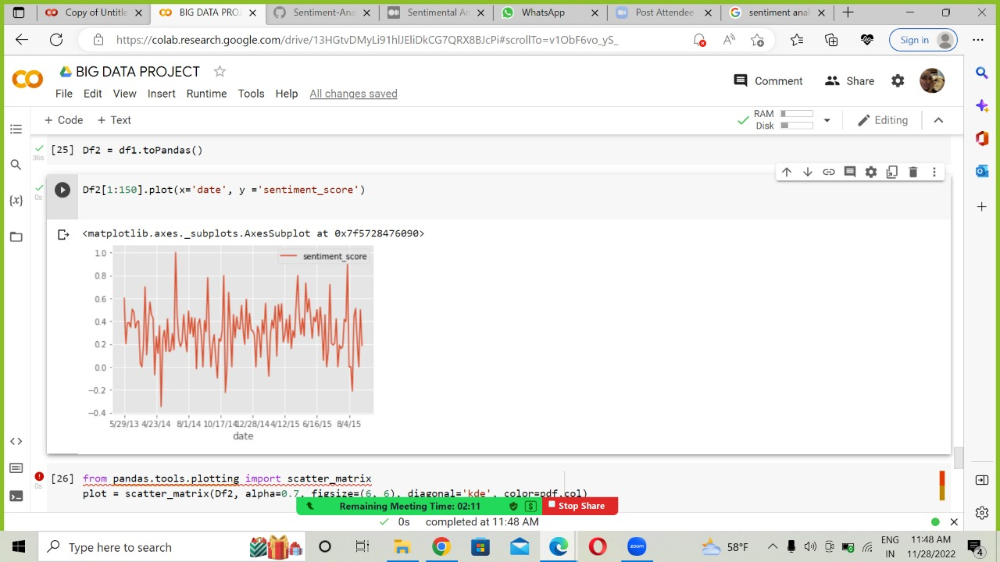 Copy of Untitle
BIG DATA PROJ
Sentiment-Ana
Sentimental An
WhatsApp
Post Attendee
sentiment anal
https://colab.research.google.com/drive/13HGtvDMyLi91hlJEliDkCG7QRX8BJcPi#scrollTo=v1ObF6vo_yS_
Sign in
BIG DATA PROJECT
Comment
Share
File Edit View Insert Runtime Tools Help All changes saved
+ Code + Text
RAM
Disk
Editing
36s
[25] Df2 = df1.toPandas()
0s
Df2[1:150].plot(x='date', y ='sentiment_score')
<matplotlib.axes._subplots.AxesSubplot at 0x7f5728476090>
sentiment_score
1.0
0.8
0.6
0.4
0.2
0.0
−0.2
−0.4
5/29/13 4/23/14 8/1/14 10/17/14 12/28/14 4/12/15 6/16/15 8/4/15
date
0s
[26] from pandas.tools.plotting import scatter_matrix
plot = scatter_matrix(Df2, alpha=0.7, figsize=(6, 6), diagonal='kde', color=pdf.col)
Remaining Meeting Time: 02:11
Stop Share
0s completed at 11:48 AM
Type here to search
zoom
58°F
ENG
IN
11:48 AM
11/28/2022
4